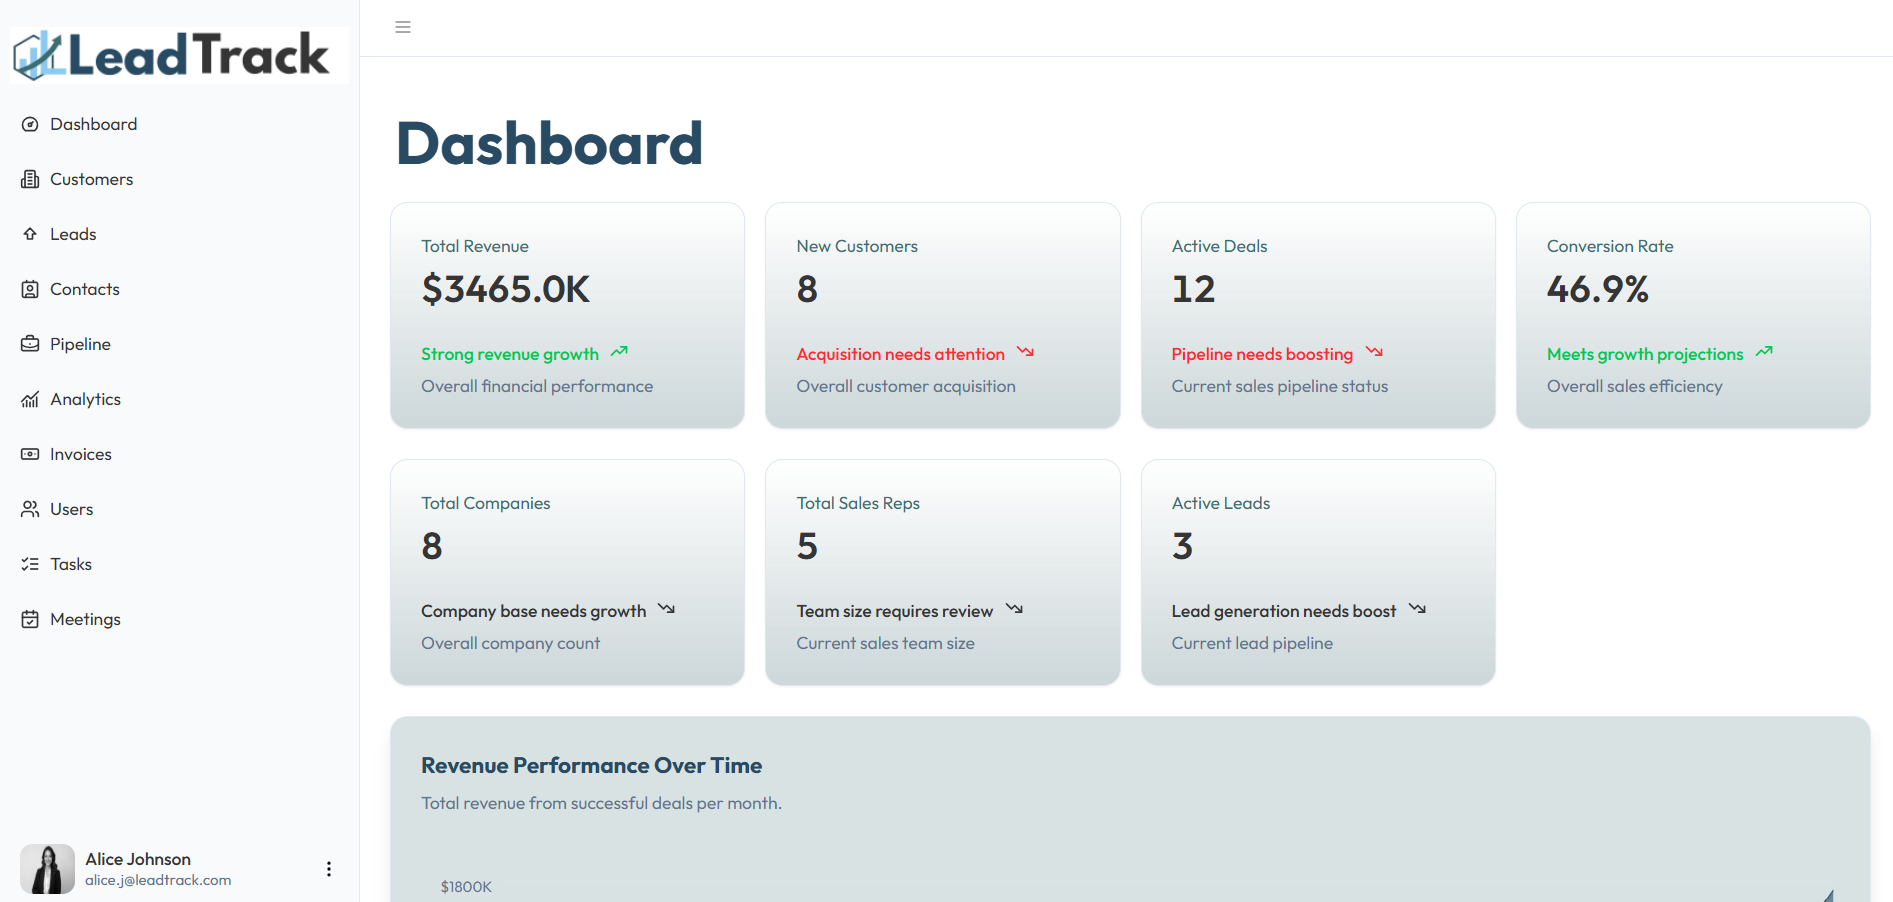 LeadTrack
Dashboard
Customers
Leads
Contacts
Pipeline
Analytics
Invoices
Users
Tasks
Meetings
Alice Johnson
alice.j@leadtrack.com
Dashboard
Total Revenue
$3465.0K
Strong revenue growth
Overall financial performance
New Customers
8
Acquisition needs attention
Overall customer acquisition
Active Deals
12
Pipeline needs boosting
Current sales pipeline status
Conversion Rate
46.9%
Meets growth projections
Overall sales efficiency
Total Companies
8
Company base needs growth
Overall company count
Total Sales Reps
5
Team size requires review
Current sales team size
Active Leads
3
Lead generation needs boost
Current lead pipeline
Revenue Performance Over Time
Total revenue from successful deals per month.
$1800K